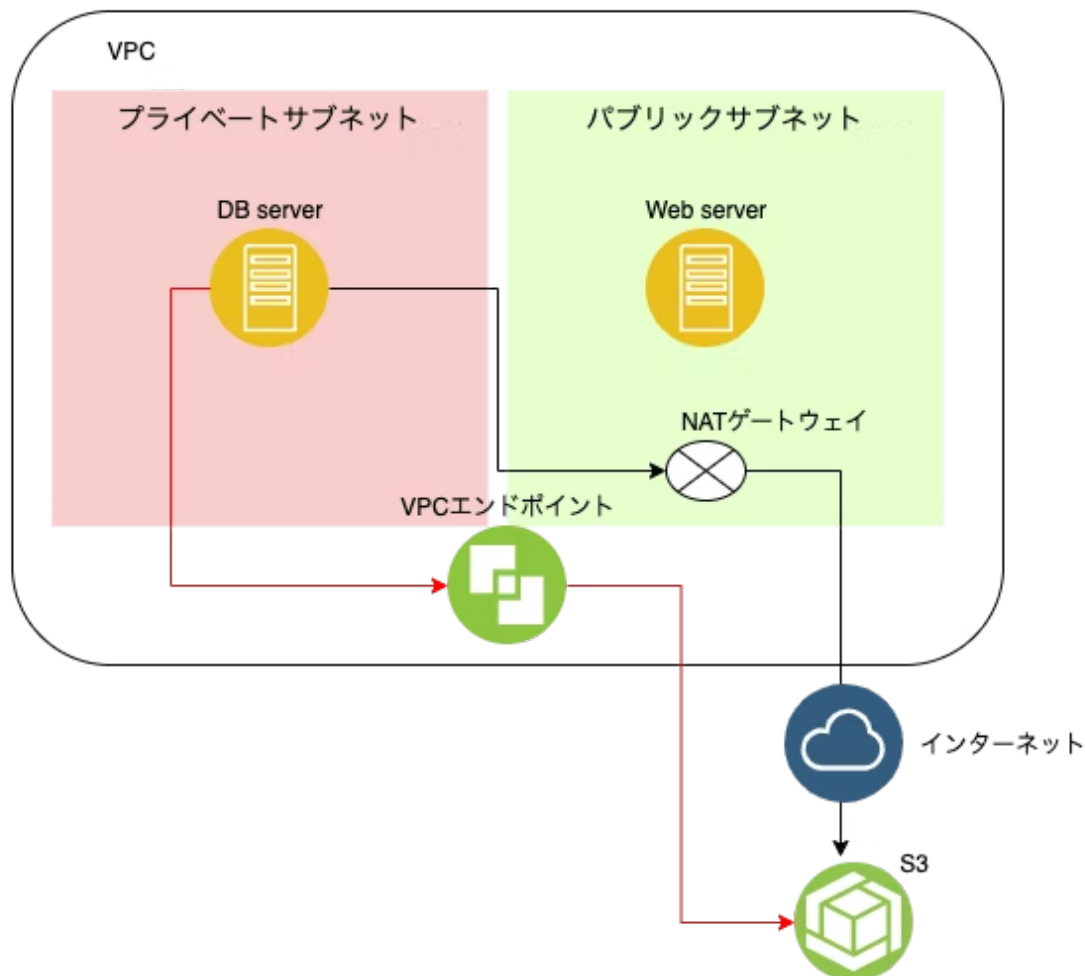 VPC
プライベートサブネット
パブリックサブネット
DB server
Web server
NATゲートウェイ
VPCエンドポイント
インターネット
S3